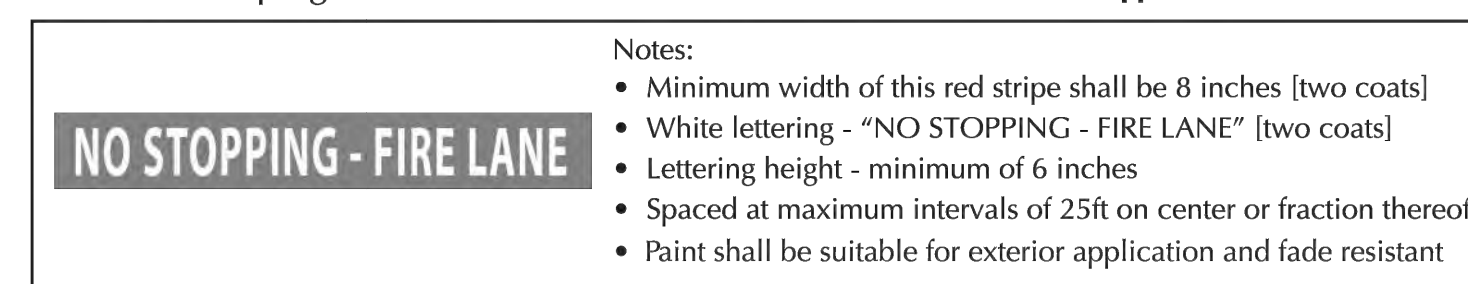 Notes:
NO STOPPING - FIRE LANE
• Minimum width of this red stripe shall be 8 inches [two coats]
• White lettering - “NO STOPPING - FIRE LANE” [two coats]
• Lettering height - minimum of 6 inches
• Spaced at maximum intervals of 25ft on center or fraction thereof
• Paint shall be suitable for exterior application and fade resistant